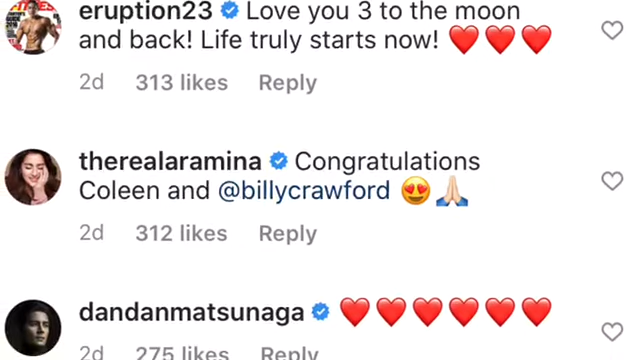 eruption23 Love you 3 to the moon
and back! Life truly starts now! ❤️❤️❤️
2d 313 likes Reply
therealaramina Congratulations
Coleen and @billycrawford 😍🙏🏻
2d 312 likes Reply
dandanmatsunaga ❤️❤️❤️❤️❤️❤️
2d 275 likes Reply